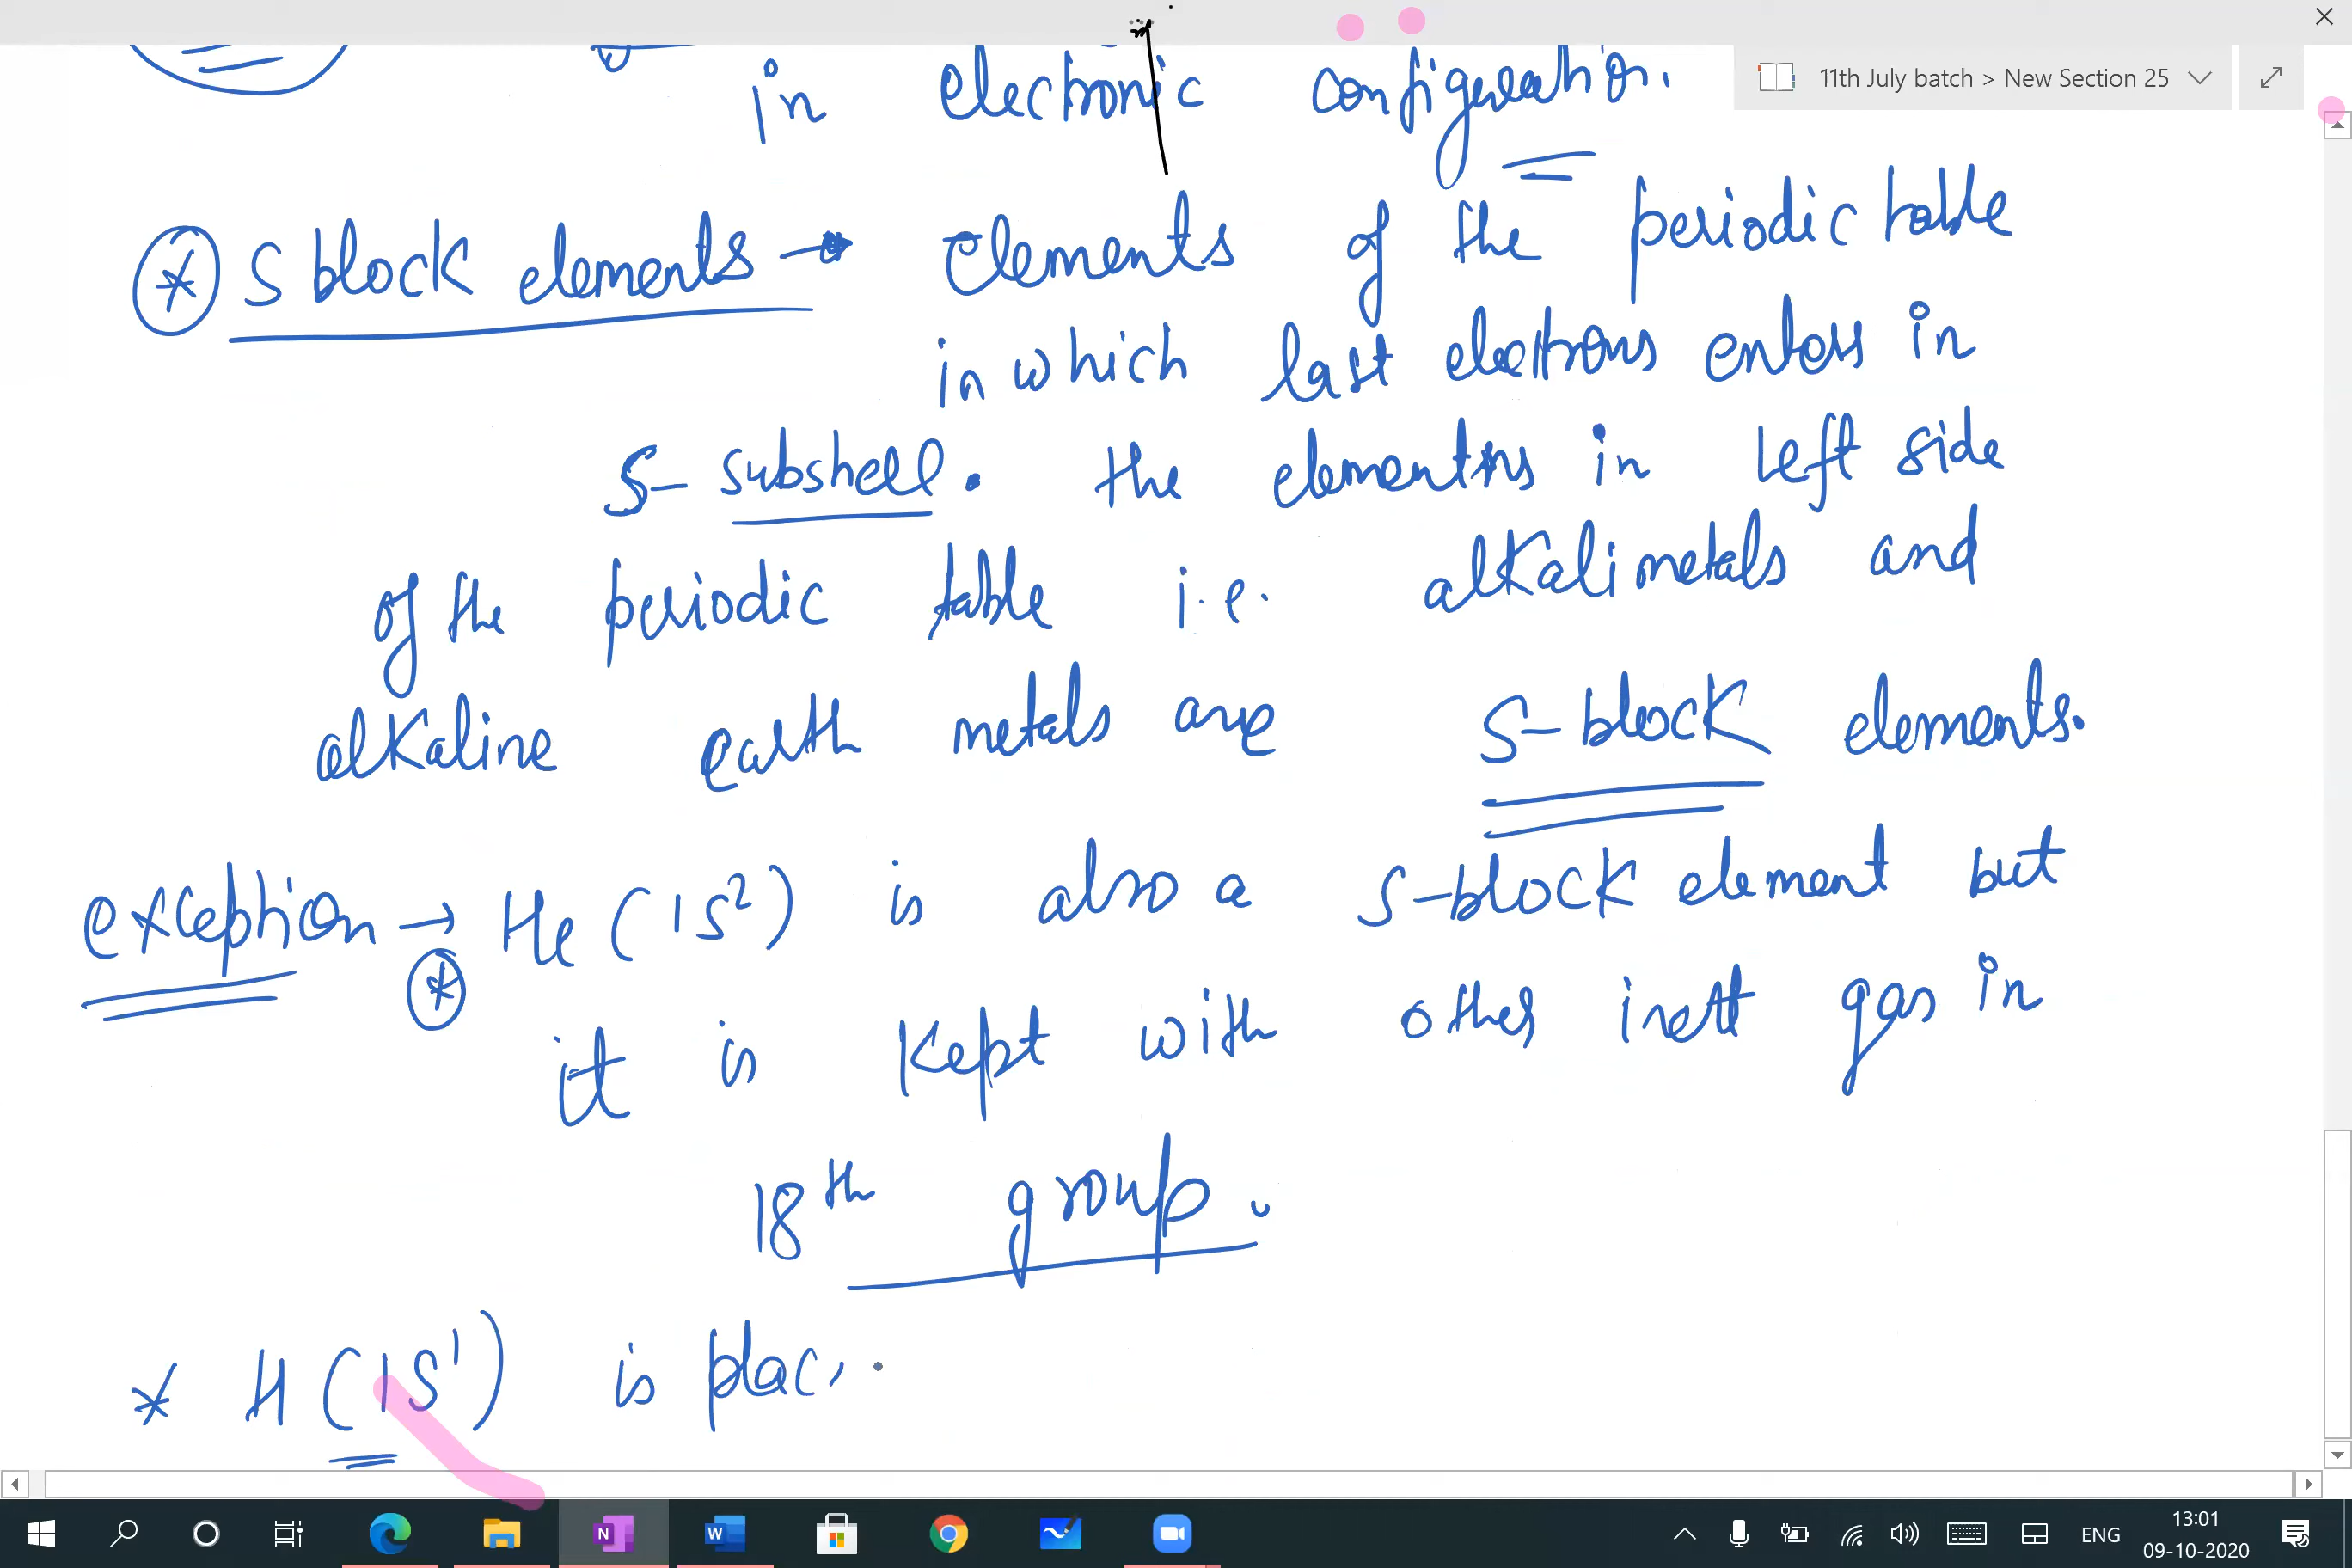 in electronic configeration.
11th July batch > New Section 25
S block elements → elements of the periodic table
in which last electrons enters in
S- subshell. the elements in left side
of the periodic table i.e. alkali metals and
alkaline earth metals are S-block elements.
exception → He (1S²) is also a S-block element but
it is kept with other inert gas in
18th group.
* H (1S¹) is plac
ENG
13:01
09-10-2020